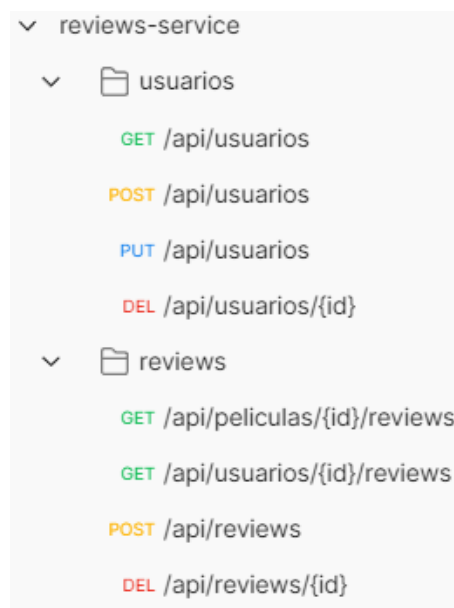 reviews-service
usuarios
GET /api/usuarios
POST /api/usuarios
PUT /api/usuarios
DEL /api/usuarios/{id}
reviews
GET /api/peliculas/{id}/reviews
GET /api/usuarios/{id}/reviews
POST /api/reviews
DEL /api/reviews/{id}